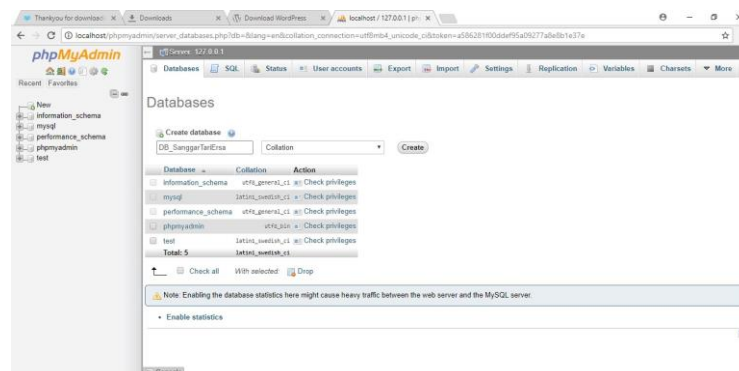 Thankyou for download
Downloads
Download WordPress
localhost / 127.0.0.1 | ph
localhost/phpmyadmin/server_databases.php?db=&lang=en&collation_connection=utf8mb4_unicode_ci&token=a586281f00ddef95a09277a8e8b1e37e
phpMyAdmin
Recent Favorites
New
information_schema
mysql
performance_schema
phpmyadmin
test
Server: 127.0.0.1
Databases SQL Status User accounts Export Import Settings Replication Variables Charsets More
Databases
Create database
DB_SanggarTariErsa Collation Create
Database Collation Action
information_schema utf8_general_ci Check privileges
mysql latin1_swedish_ci Check privileges
performance_schema utf8_general_ci Check privileges
phpmyadmin utf8_bin Check privileges
test latin1_swedish_ci Check privileges
Total: 5 latin1_swedish_ci
Check all With selected: Drop
Note: Enabling the database statistics here might cause heavy traffic between the web server and the MySQL server.
Enable statistics